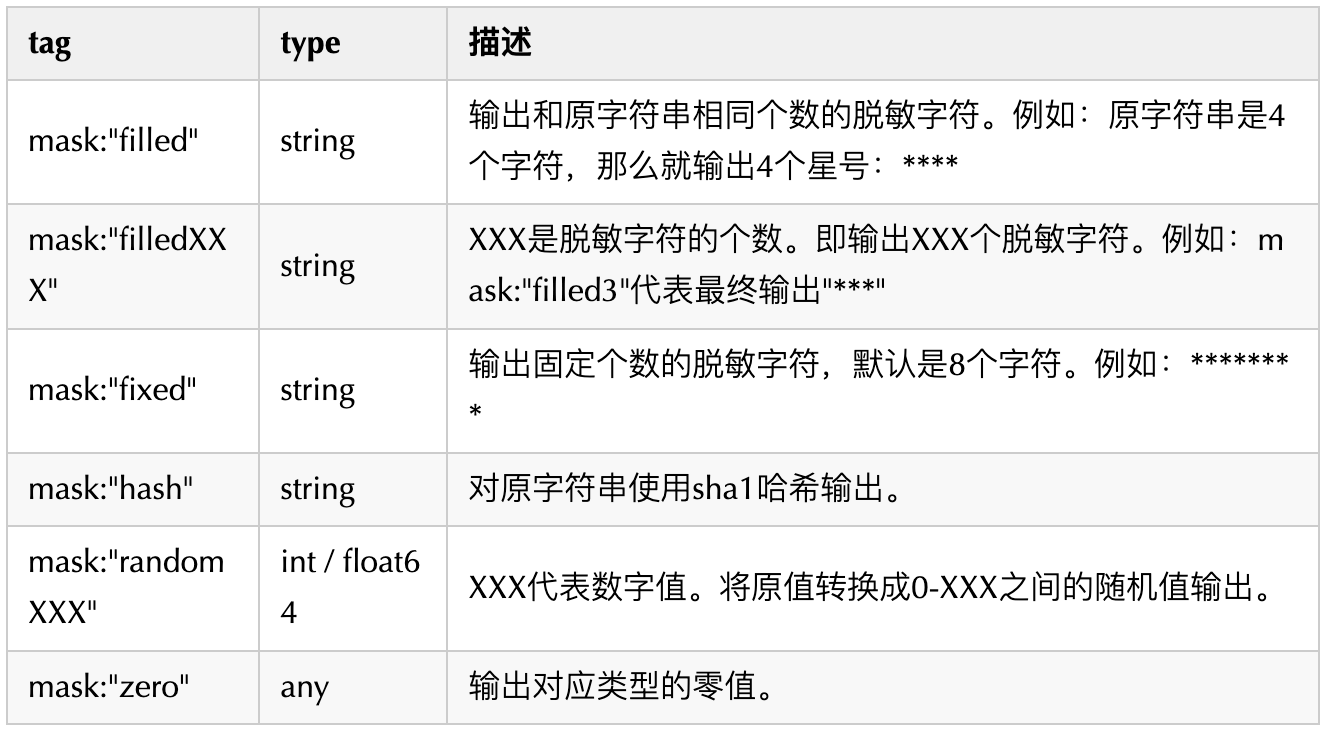 tag type 描述
mask:"filled" string 输出和原字符串相同个数的脱敏字符。例如：原字符串是4
个字符，那么就输出4个星号：****
mask:"filledXX
X" string XXX是脱敏字符的个数。即输出XXX个脱敏字符。例如：m
ask:"filled3"代表最终输出"***"
mask:"fixed" string 输出固定个数的脱敏字符，默认是8个字符。例如：*******
*
mask:"hash" string 对原字符串使用sha1哈希输出。
mask:"random
XXX" int / float6
4 XXX代表数字值。将原值转换成0-XXX之间的随机值输出。
mask:"zero" any 输出对应类型的零值。